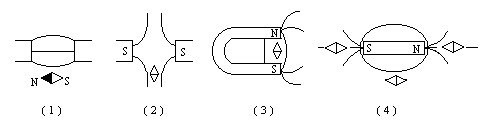 N S
S S
N
S
S N
(1) (2) (3) (4)